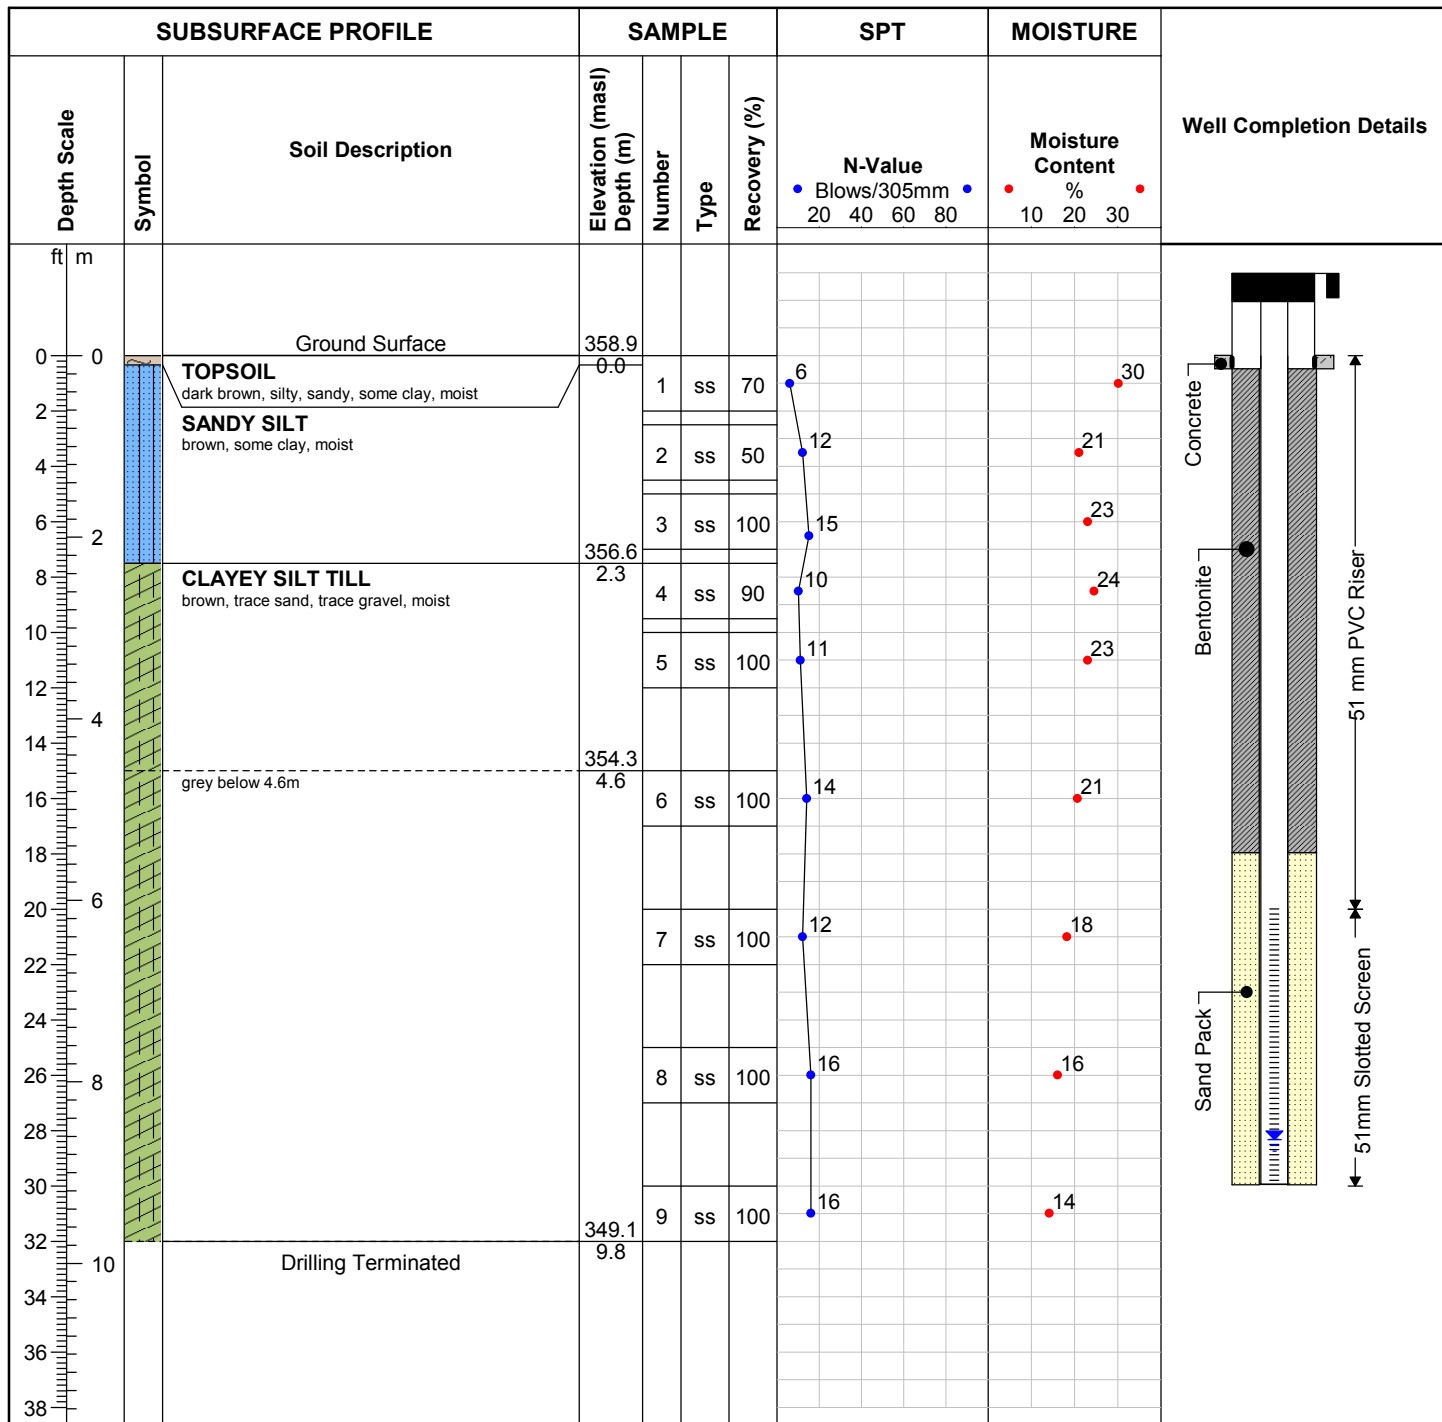 SUBSURFACE PROFILE
SAMPLE
SPT
MOISTURE
Well Completion Details
Depth Scale
Symbol
Soil Description
Elevation (masl)
Depth (m)
Number
Type
Recovery (%)
N-Value
Blows/305mm
20 40 60 80
Moisture
Content
%
10 20 30
ft m
Ground Surface
358.9
0 0
0.0
TOPSOIL
dark brown, silty, sandy, some clay, moist
1 ss 70 6 30
2
SANDY SILT
brown, some clay, moist
2 ss 50 12 21
4
Concrete
3 ss 100 15 23
6
2
356.6
2.3
CLAYEY SILT TILL
brown, trace sand, trace gravel, moist
8
4 ss 90 10 24
Bentonite
10
5 ss 100 11 23
12
4
51 mm PVC Riser
14
354.3
4.6
grey below 4.6m
16
6 ss 100 14 21
18
6
20
7 ss 100 12 18
22
24
Sand Pack
51mm Slotted Screen
26
8
8 ss 100 16 16
28
30
9 ss 100 16 14
349.1
32
9.8
10
Drilling Terminated
34
36
38